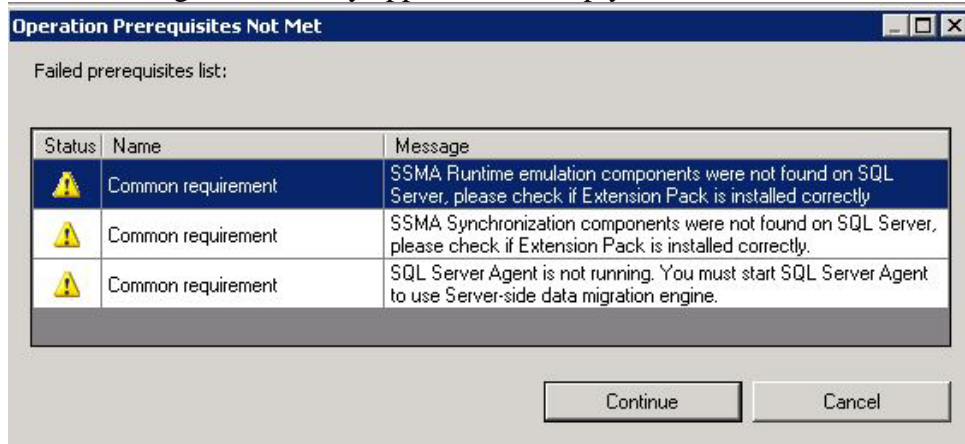 Operation Prerequisites Not Met
Failed prerequisites list:
Status Name Message
Common requirement SSMA Runtime emulation components were not found on SQL
Server, please check if Extension Pack is installed correctly
Common requirement SSMA Synchronization components were not found on SQL Server,
please check if Extension Pack is installed correctly.
Common requirement SQL Server Agent is not running. You must start SQL Server Agent
to use Server-side data migration engine.
Continue Cancel